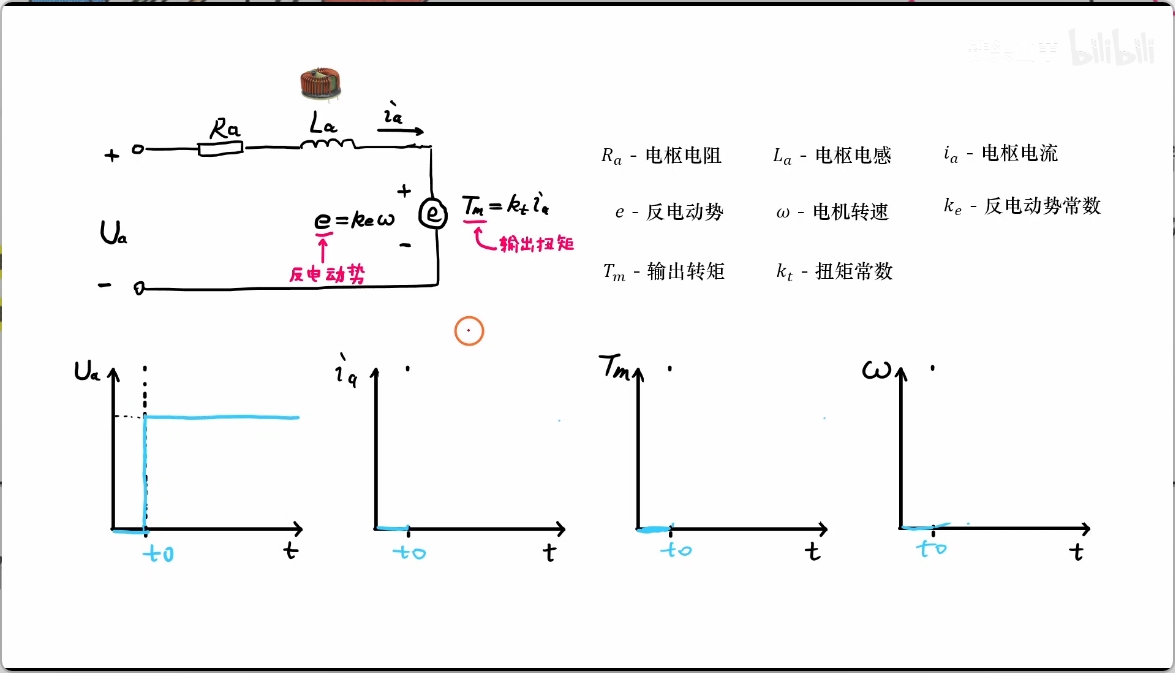 bilibili
Ra
La
ia
+
Ua
-
+
e
-
e=keω
反电动势
Tm=kt ia
输出扭矩
Ra - 电枢电阻
La - 电枢电感
ia - 电枢电流
e - 反电动势
ω - 电机转速
ke - 反电动势常数
Tm - 输出转矩
kt - 扭矩常数
Ua
t0
t
ia
t0
t
Tm
t0
t
ω
t0
t